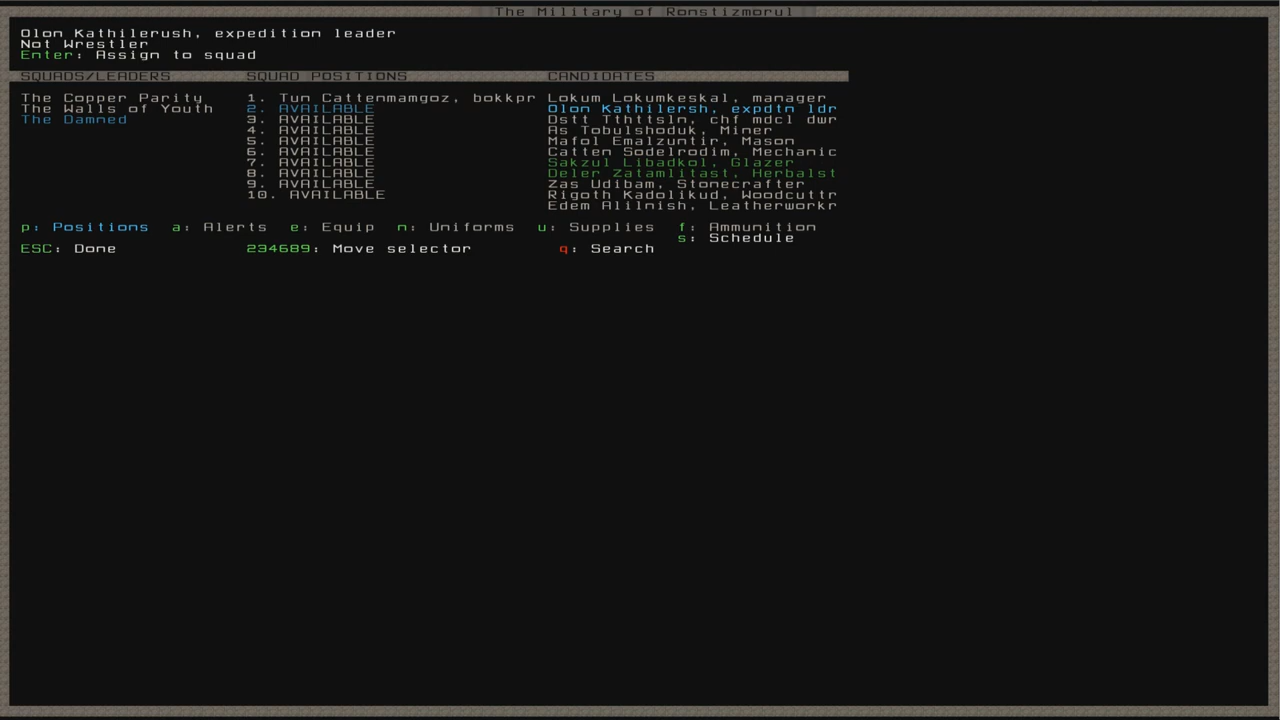 The Military of Ronstizmorul
Olon Kathilerush, expedition leader
Not Wrestler
Enter: Assign to squad
SQUADS/LEADERS SQUAD POSITIONS CANDIDATES
The Copper Parity 1. Tun Cattenmamgoz, bokkpr Lokum Lokumkeskal, manager
The Walls of Youth 2. AVAILABLE Olon Kathilersh, expdtn ldr
The Damned 3. AVAILABLE Dstt Tthttsln, chf mdcl dwr
4. AVAILABLE As Tobulshoduk, Miner
5. AVAILABLE Mafol Emalzuntir, Mason
6. AVAILABLE Catten Sodelrodim, Mechanic
7. AVAILABLE Sakzul Libadkol, Glazer
8. AVAILABLE Deler Zatamlitast, Herbalst
9. AVAILABLE Zas Udibam, Stonecrafter
10. AVAILABLE Rigoth Kadolikud, Woodcuttr
Edem Alilnish, Leatherworkr
p: Positions a: Alerts e: Equip n: Uniforms u: Supplies f: Ammunition
s: Schedule
ESC: Done 234689: Move selector q: Search